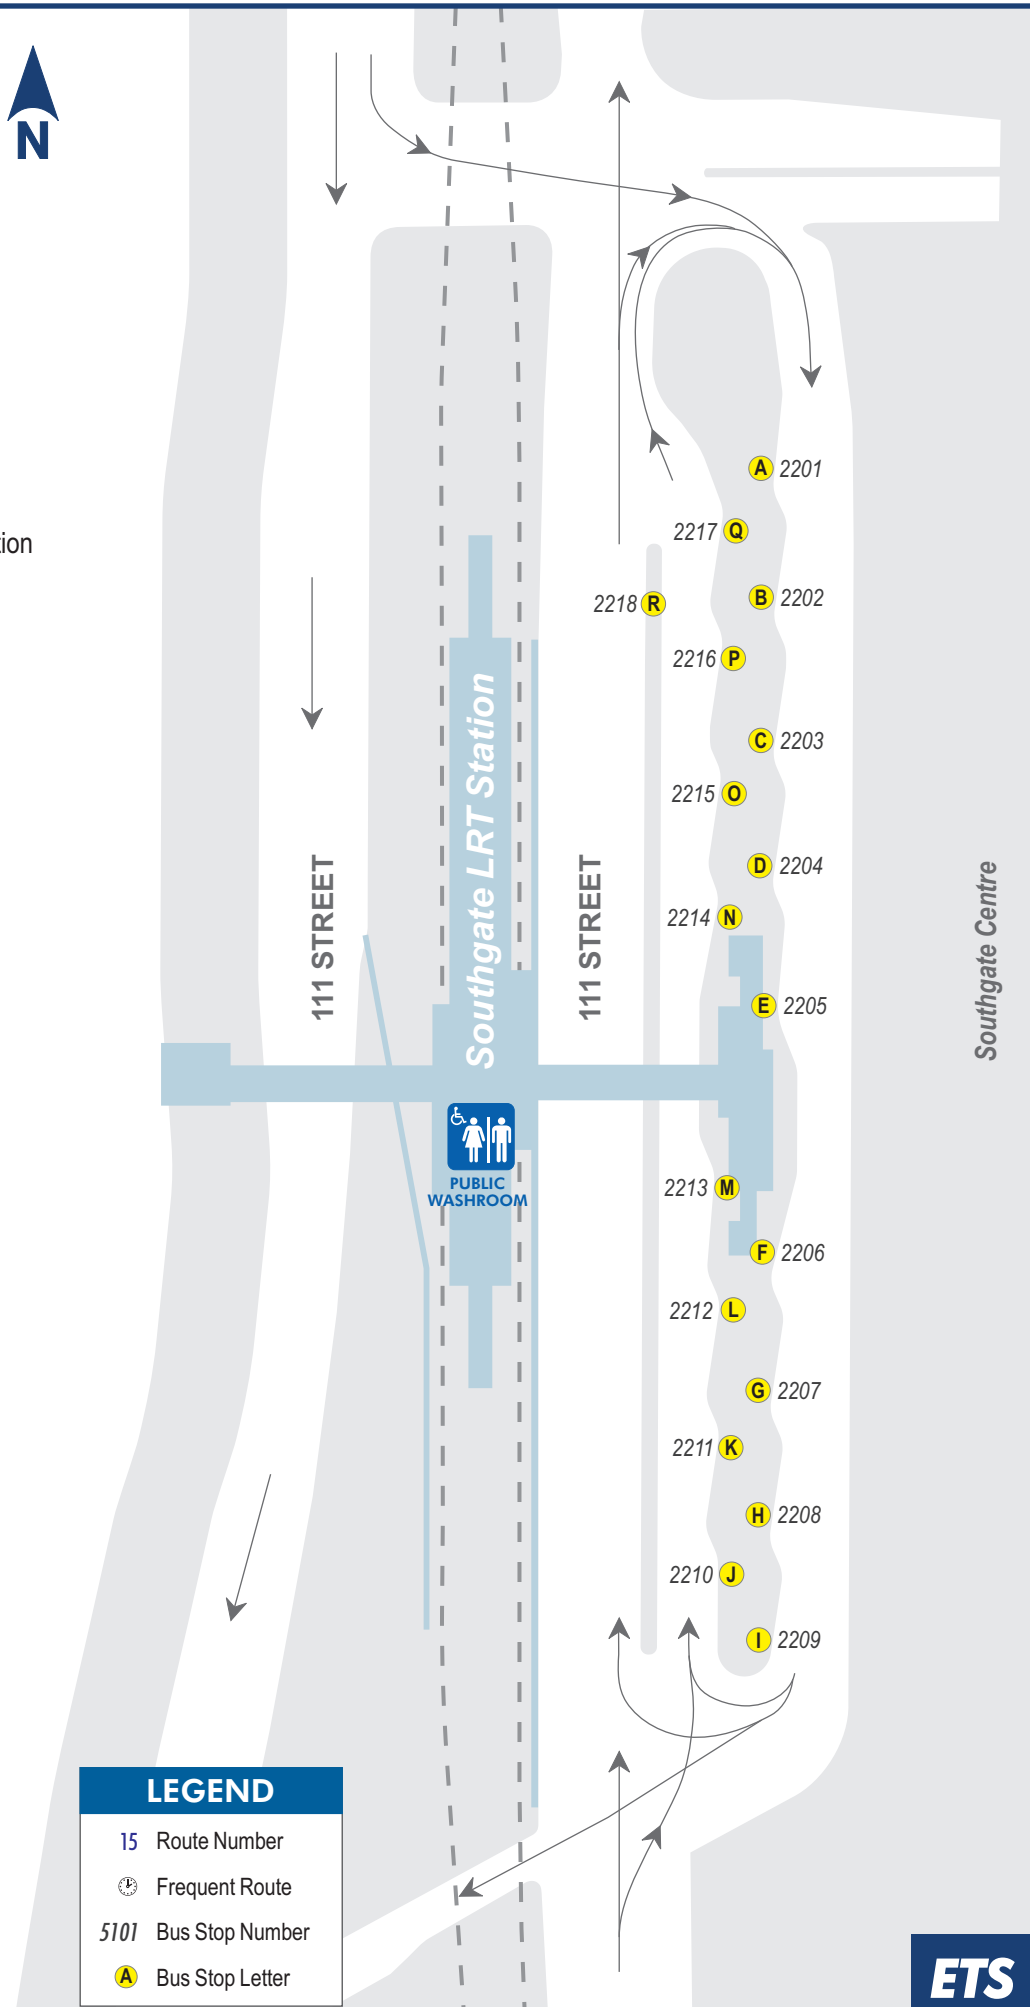 N
tion
A 2201
2217 Q
B 2202
2218 R
2216 P
C 2203
2215 O
D 2204
2214 N
E 2205
Southgate LRT Station
111 STREET
111 STREET
Southgate Centre
PUBLIC
WASHROOM
2213 M
F 2206
2212 L
G 2207
2211 K
H 2208
2210 J
I 2209
LEGEND
15 Route Number
Frequent Route
5101 Bus Stop Number
A Bus Stop Letter
ETS